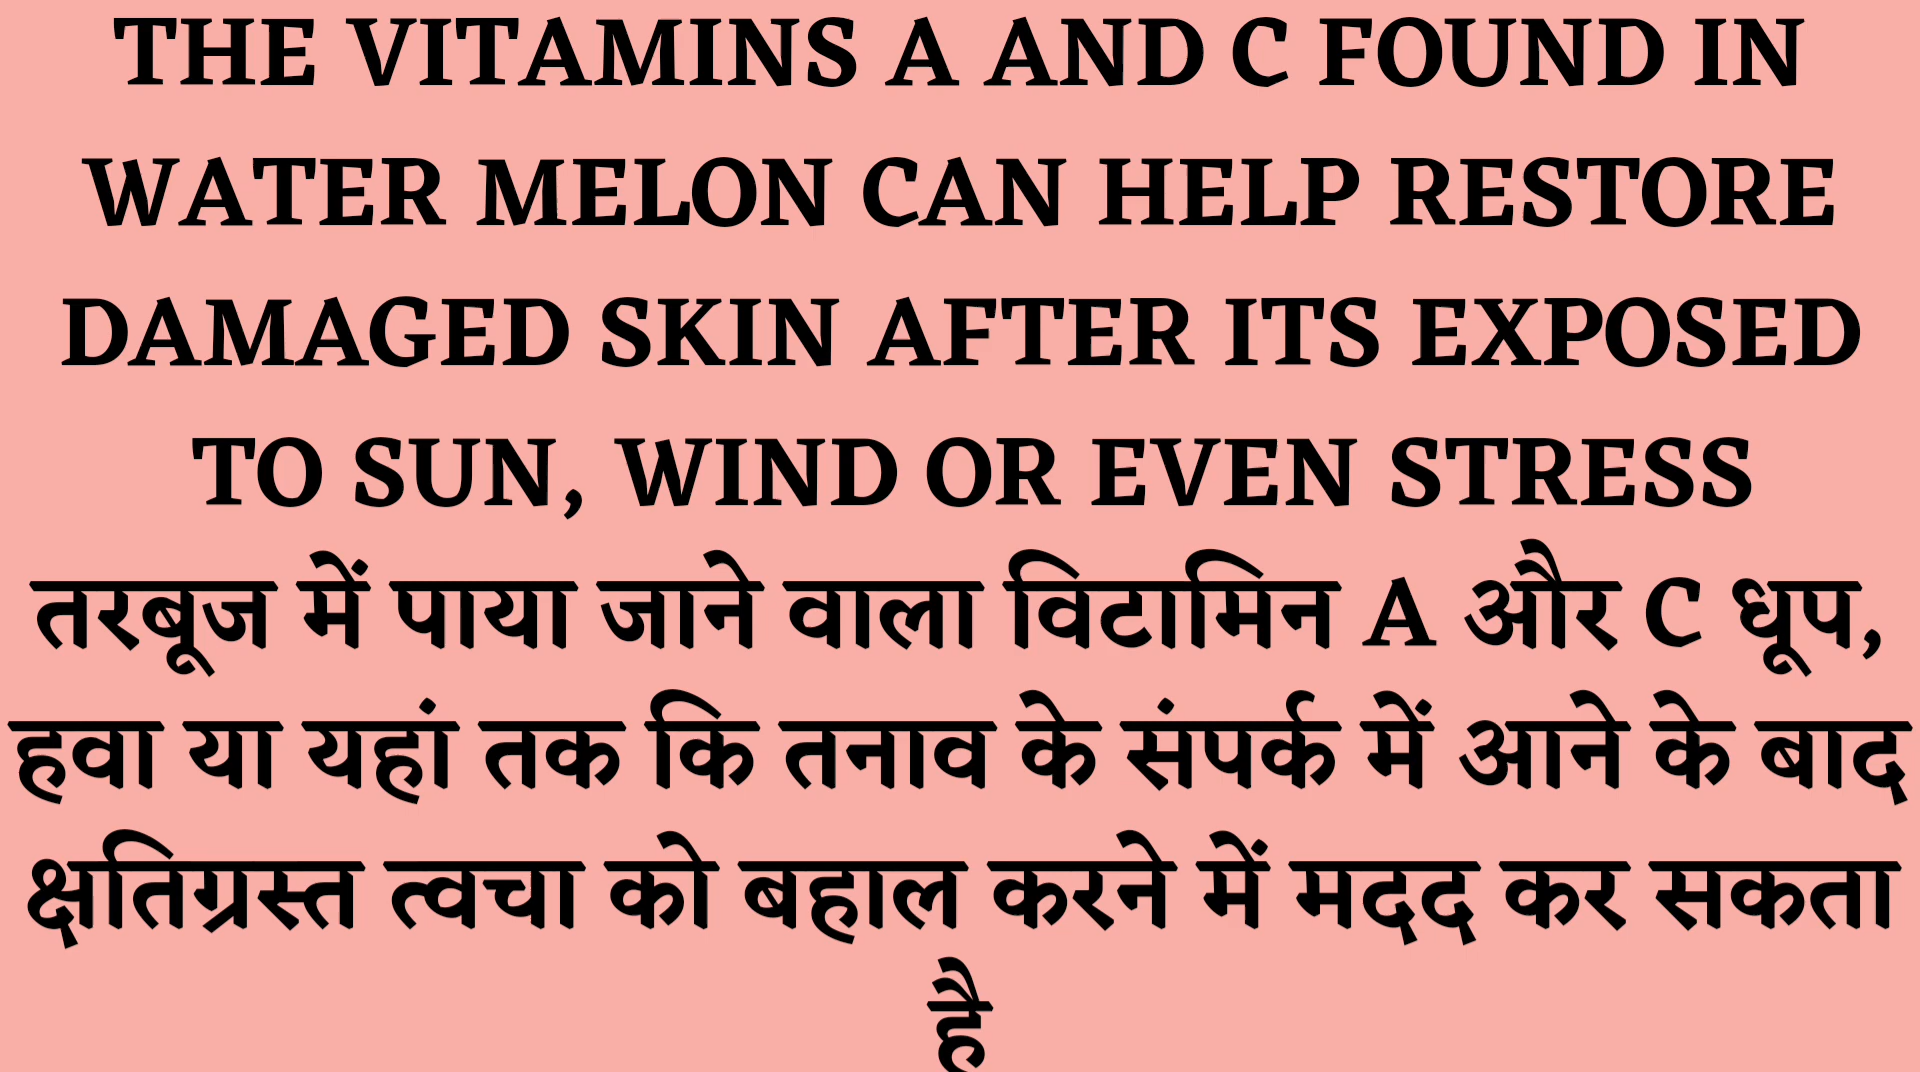 THE VITAMINS A AND C FOUND IN
WATER MELON CAN HELP RESTORE
DAMAGED SKIN AFTER ITS EXPOSED
TO SUN, WIND OR EVEN STRESS
तरबूज में पाया जाने वाला विटामिन A और C धूप,
हवा या यहां तक कि तनाव के संपर्क में आने के बाद
क्षतिग्रस्त त्वचा को बहाल करने में मदद कर सकता
है